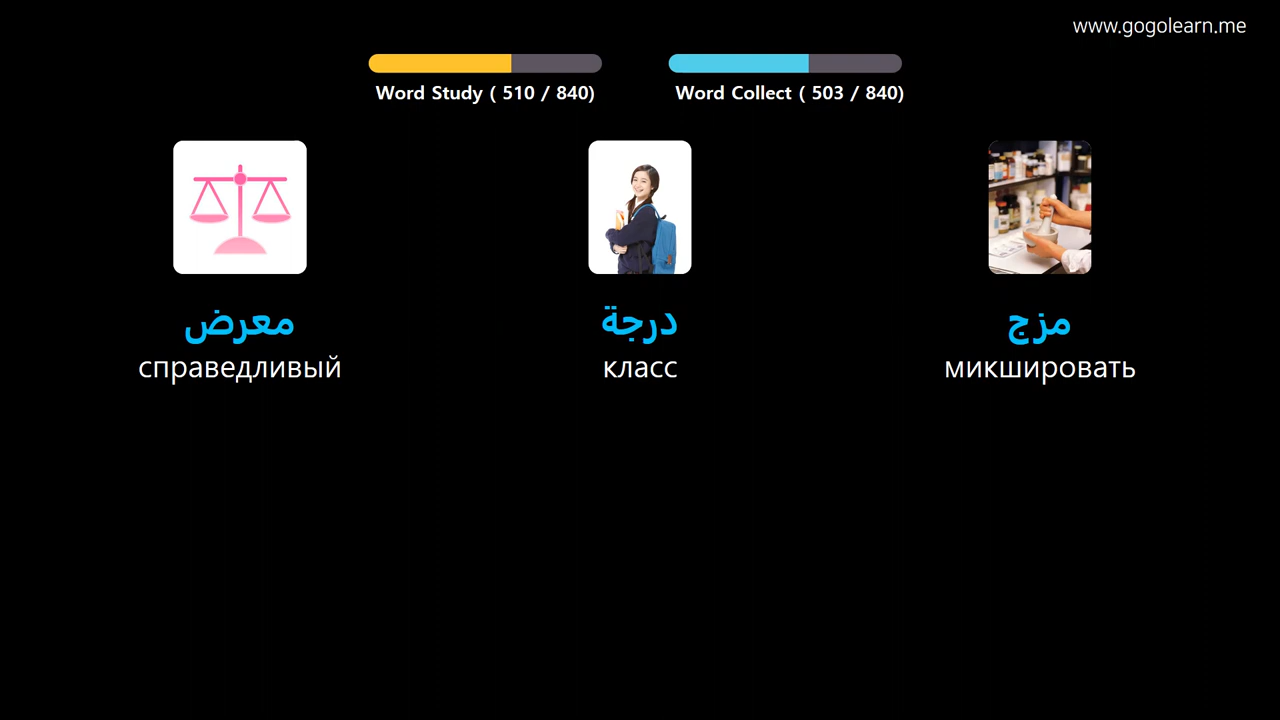 www.gogolearn.me
Word Study ( 510 / 840)
Word Collect ( 503 / 840)
معرض
справедливый
درجة
класс
مزج
микшировать